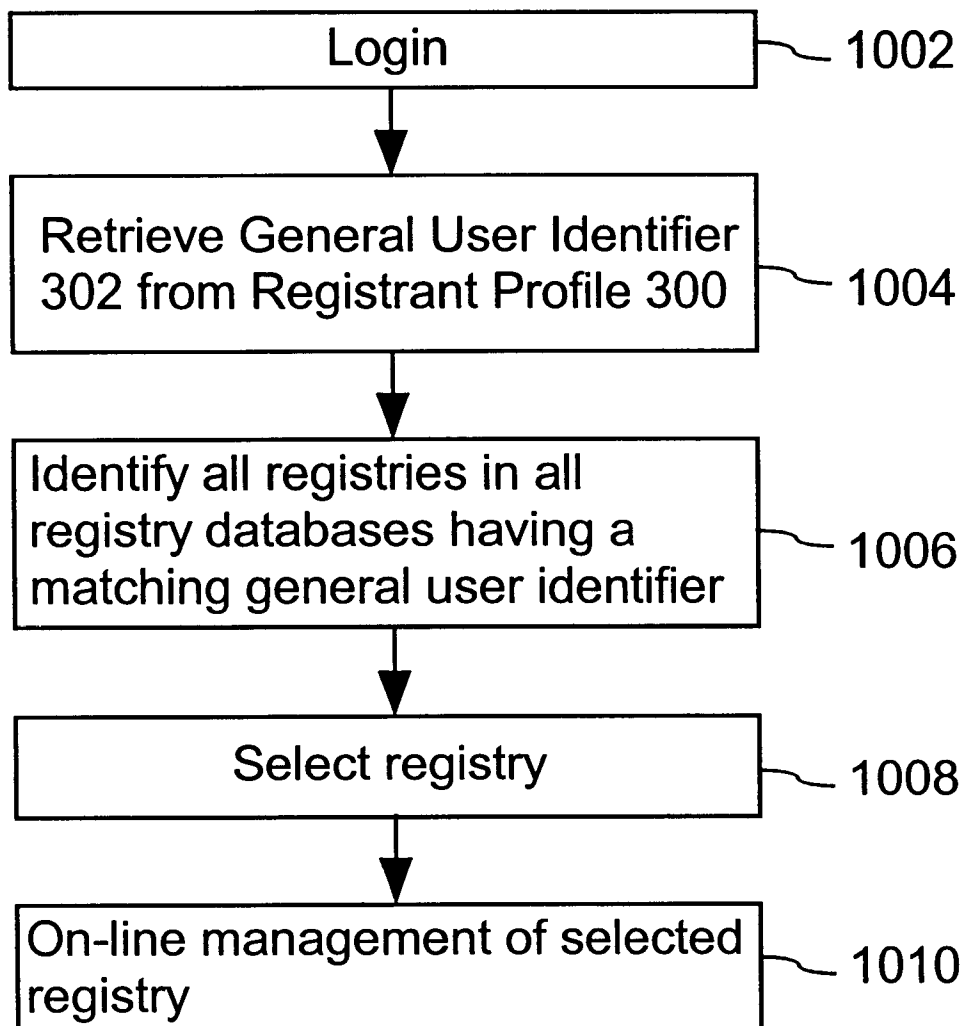 Login
1002
Retrieve General User Identifier
302 from Registrant Profile 300
1004
Identify all registries in all
registry databases having a
matching general user identifier
1006
Select registry
1008
On-line management of selected
registry
1010